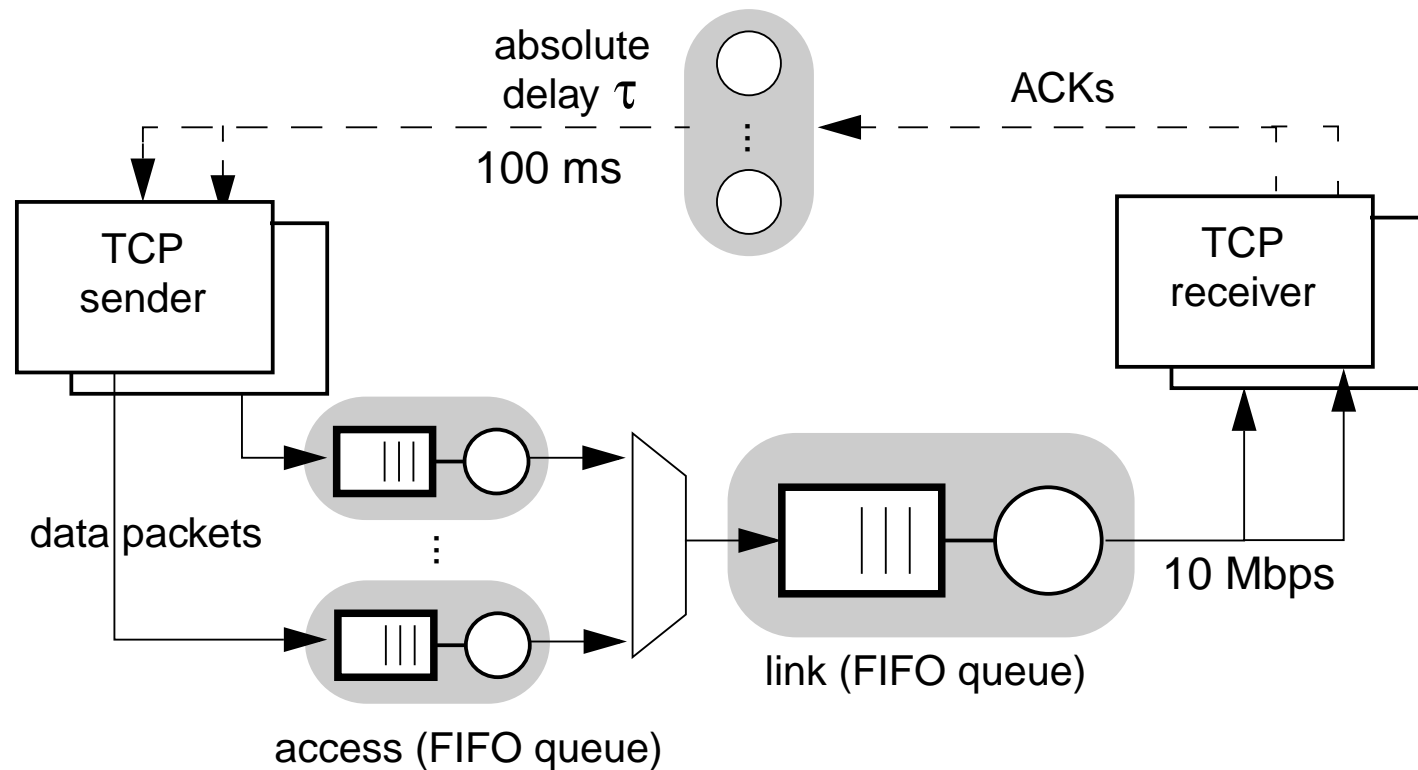 absolute
delay τ
100 ms
ACKs
TCP
sender
TCP
receiver
data packets
10 Mbps
link (FIFO queue)
access (FIFO queue)